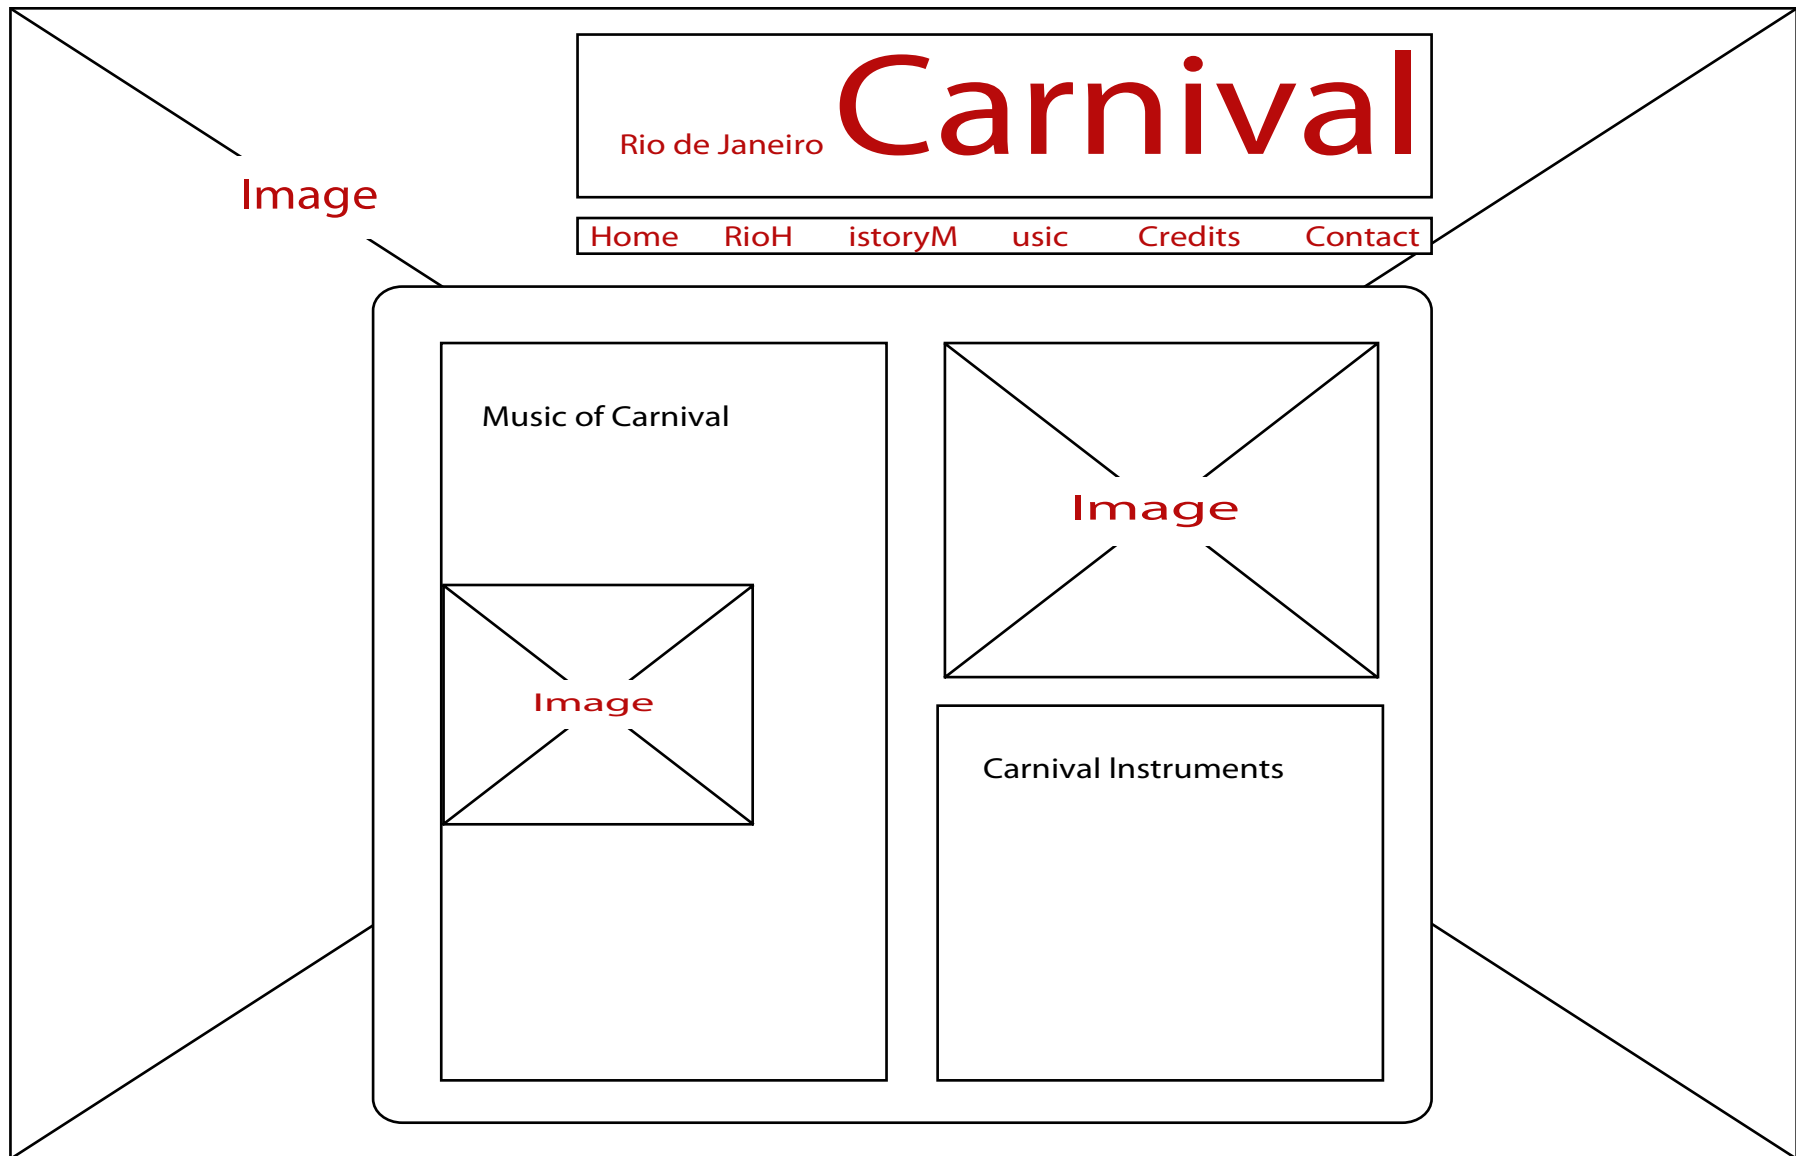 Rio de Janeiro Carnival
Image
Home RioH istoryM usic Credits Contact
Music of Carnival
Image
Image
Carnival Instruments